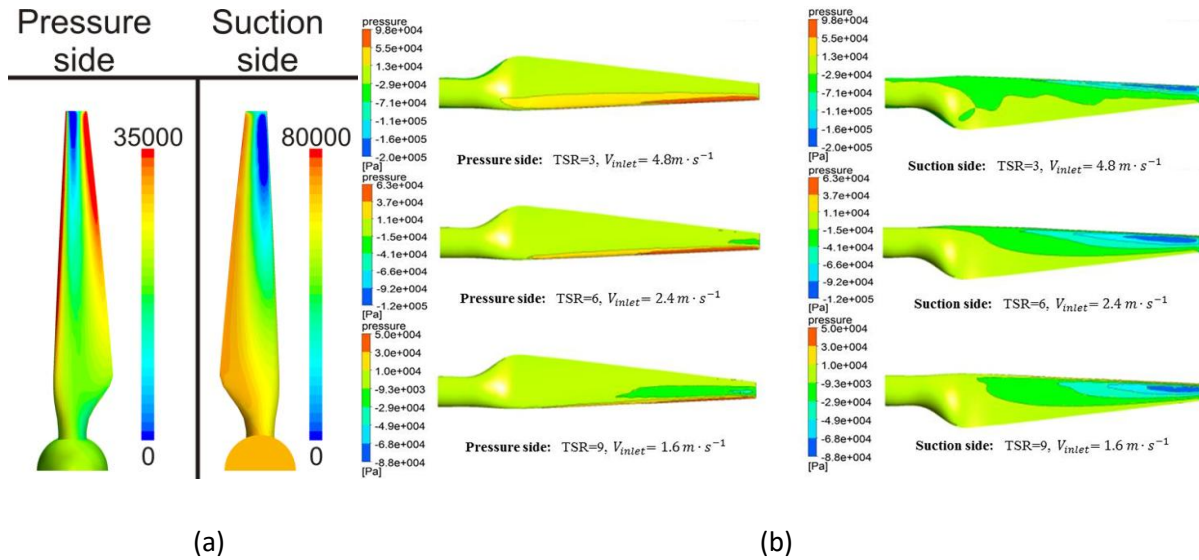 Pressure side
Suction side
35000
0
80000
0
pressure
9.8e+004
5.5e+004
1.3e+004
-2.9e+004
-7.1e+004
-1.1e+005
-1.6e+005
-2.0e+005
[Pa]
Pressure side: TSR=3, V_inlet = 4.8m · s⁻¹
pressure
6.3e+004
3.7e+004
1.1e+004
-1.5e+004
-4.1e+004
-6.6e+004
-9.2e+004
-1.2e+005
[Pa]
Pressure side: TSR=6, V_inlet = 2.4 m · s⁻¹
pressure
5.0e+004
3.0e+004
1.0e+004
-9.3e+003
-2.9e+004
-4.9e+004
-6.8e+004
-8.8e+004
[Pa]
Pressure side: TSR=9, V_inlet = 1.6 m · s⁻¹
pressure
9.8e+004
5.5e+004
1.3e+004
-2.9e+004
-7.1e+004
-1.1e+005
-1.6e+005
-2.0e+005
[Pa]
Suction side: TSR=3, V_inlet = 4.8 m · s⁻¹
pressure
6.3e+004
3.7e+004
1.1e+004
-1.5e+004
-4.1e+004
-6.6e+004
-9.2e+004
-1.2e+005
[Pa]
Suction side: TSR=6, V_inlet = 2.4 m · s⁻¹
pressure
5.0e+004
3.0e+004
1.0e+004
-9.3e+003
-2.9e+004
-4.9e+004
-6.8e+004
-8.8e+004
[Pa]
Suction side: TSR=9, V_inlet = 1.6 m · s⁻¹
(a)
(b)